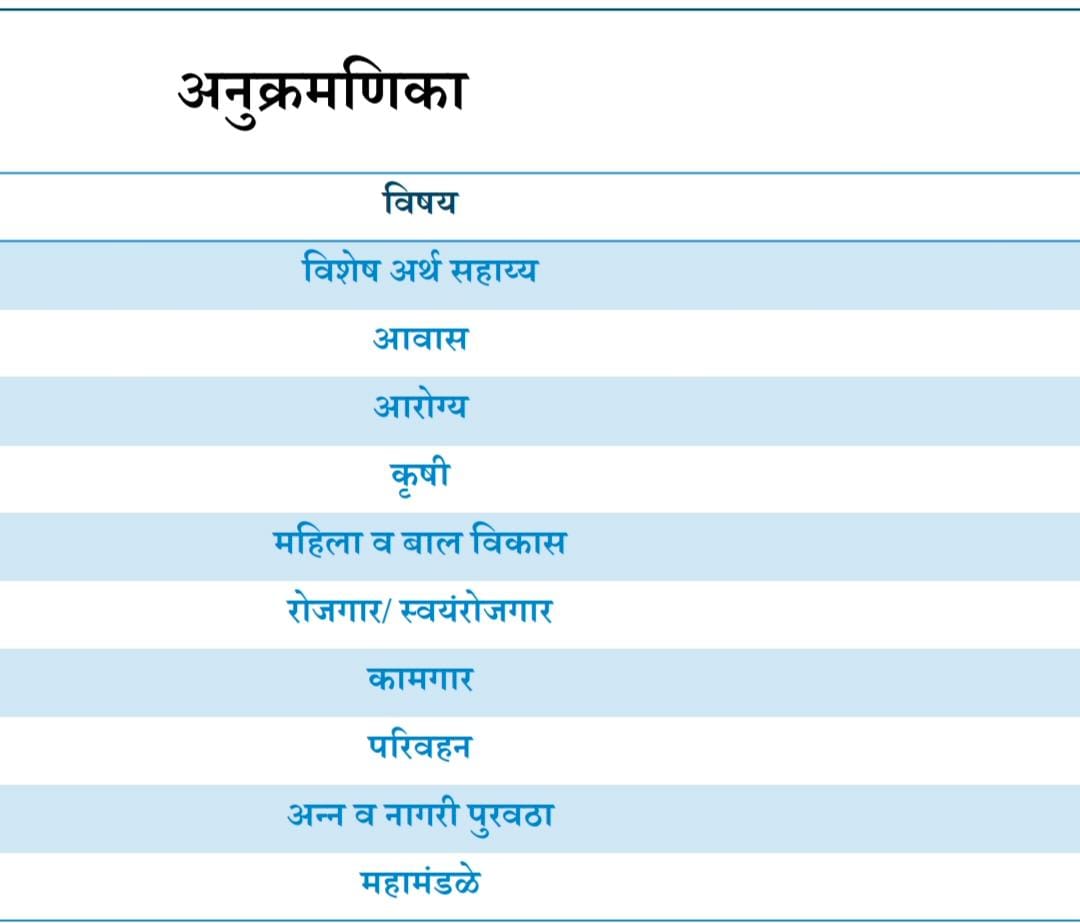 अनुक्रमणिका
विषय
विशेष अर्थ सहाय्य
आवास
आरोग्य
कृषी
महिला व बाल विकास
रोजगार/ स्वयंरोजगार
कामगार
परिवहन
अन्न व नागरी पुरवठा
महामंडळे